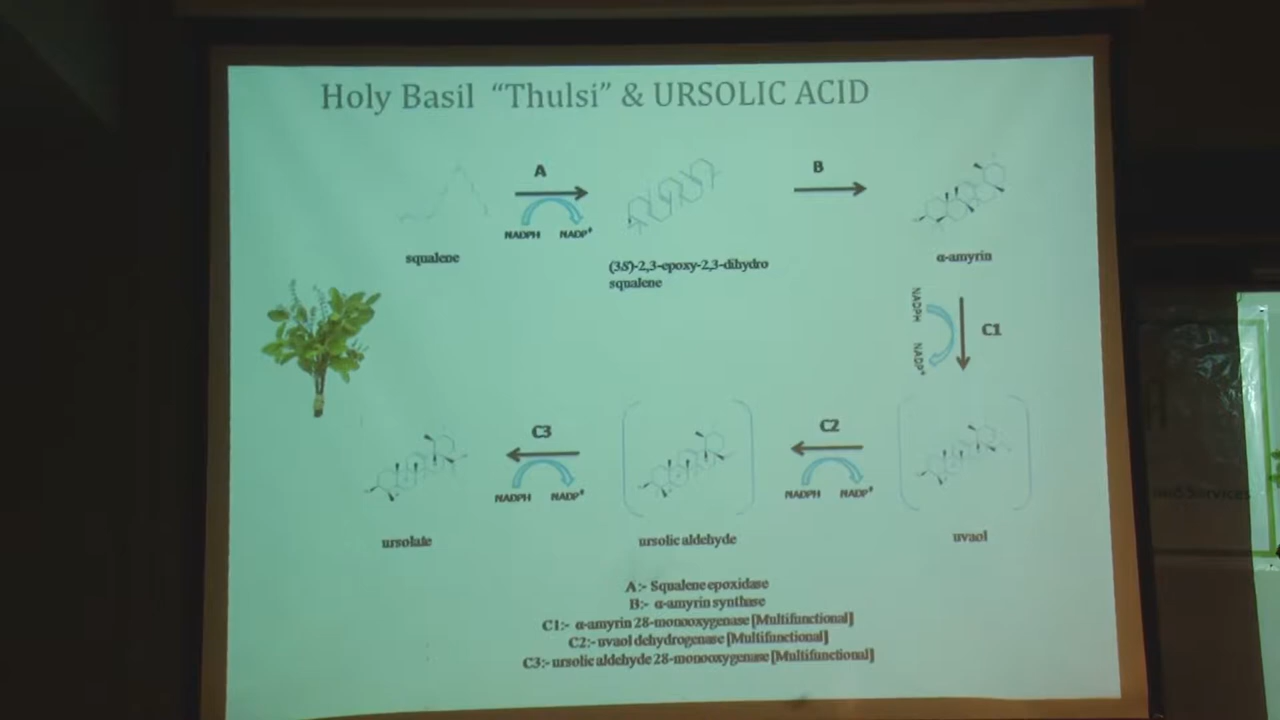 Holy Basil “Thulsi” & URSOLIC ACID
A
B
NADPH NADP+
squalene
(3S)-2,3-epoxy-2,3-dihydro
squalene
α-amyrin
NADPH NADP+
C1
C3
C2
NADPH NADP+
NADPH NADP+
ursolate
ursolic aldehyde
uvaol
A:- Squalene epoxidase
B:- α-amyrin synthase
C1:- α-amyrin 28-monooxygenase [Multifunctional]
C2:- uvaol dehydrogenase [Multifunctional]
C3:- ursolic aldehyde 28-monooxygenase [Multifunctional]
and Services